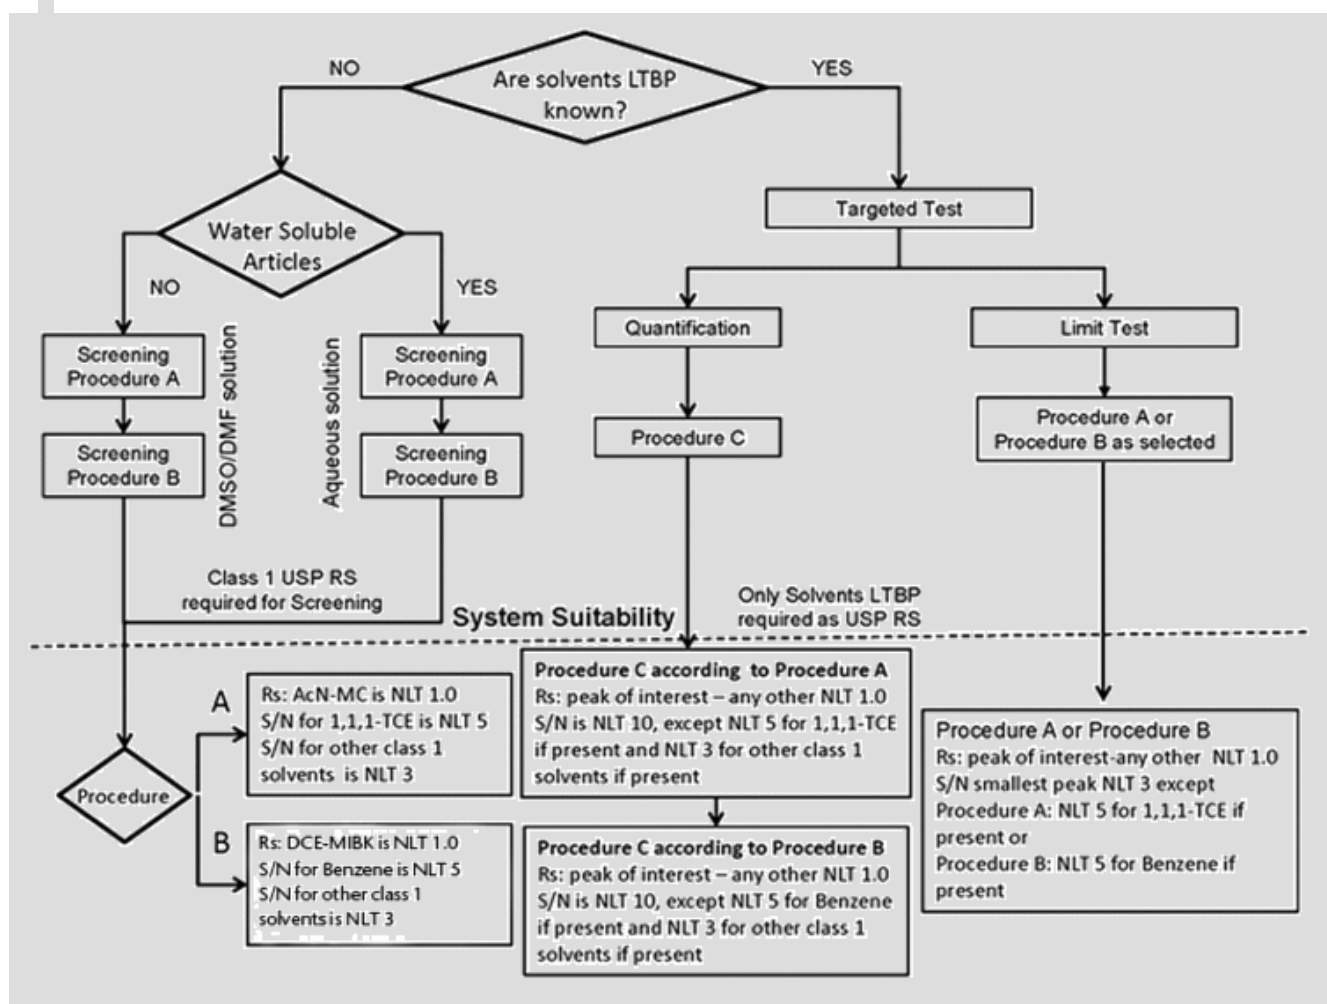 Are solvents LTBP
known?
NO
YES
Water Soluble
Articles
NO
YES
Targeted Test
Quantification
Limit Test
Screening
Procedure A
Screening
Procedure B
DMSO/DMF solution
Aqueous solution
Screening
Procedure A
Screening
Procedure B
Procedure C
Procedure A or
Procedure B as selected
Class 1 USP RS
required for Screening
System Suitability
Only Solvents LTBP
required as USP RS
Procedure
A
Rs: AcN-MC is NLT 1.0
S/N for 1,1,1-TCE is NLT 5
S/N for other class 1
solvents is NLT 3
B
Rs: DCE-MIBK is NLT 1.0
S/N for Benzene is NLT 5
S/N for other class 1
solvents is NLT 3
Procedure C according to Procedure A
Rs: peak of interest – any other NLT 1.0
S/N is NLT 10, except NLT 5 for 1,1,1-TCE
if present and NLT 3 for other class 1
solvents if present
Procedure C according to Procedure B
Rs: peak of interest – any other NLT 1.0
S/N is NLT 10, except NLT 5 for Benzene
if present and NLT 3 for other class 1
solvents if present
Procedure A or Procedure B
Rs: peak of interest-any other NLT 1.0
S/N smallest peak NLT 3 except
Procedure A: NLT 5 for 1,1,1-TCE if
present or
Procedure B: NLT 5 for Benzene if
present